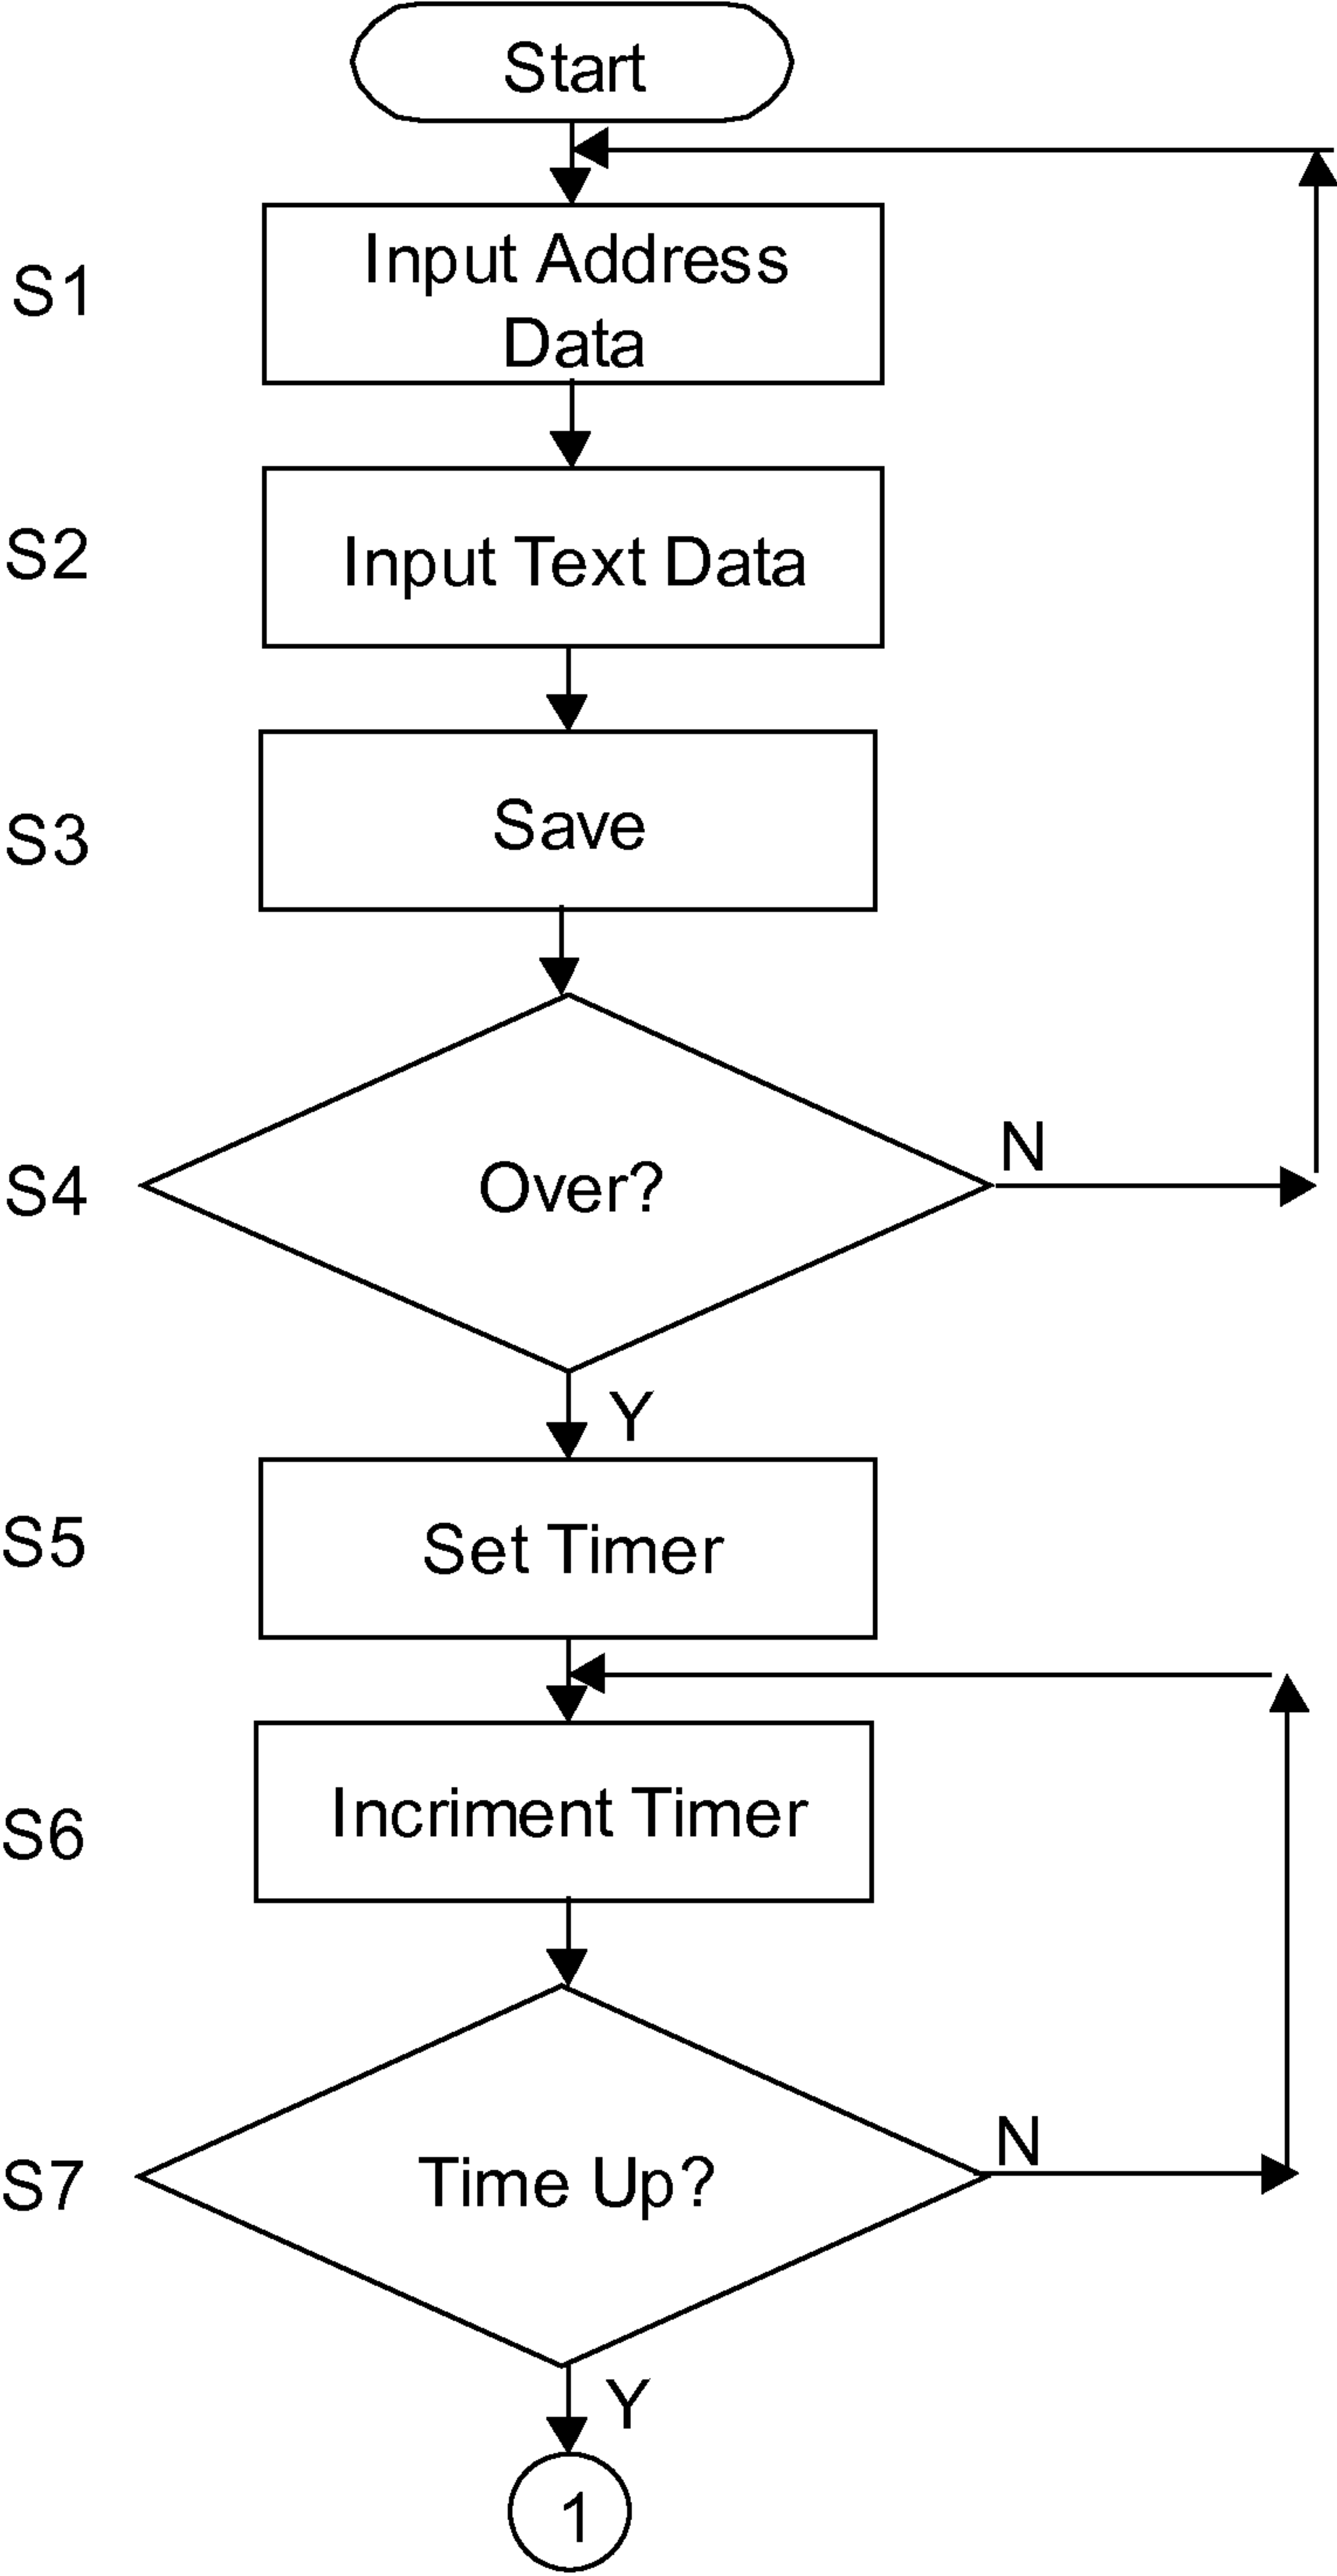 Start
S1
Input Address
Data
S2
Input Text Data
S3
Save
S4
Over?
N
Y
S5
Set Timer
S6
Incriment Timer
S7
Time Up?
N
Y
1